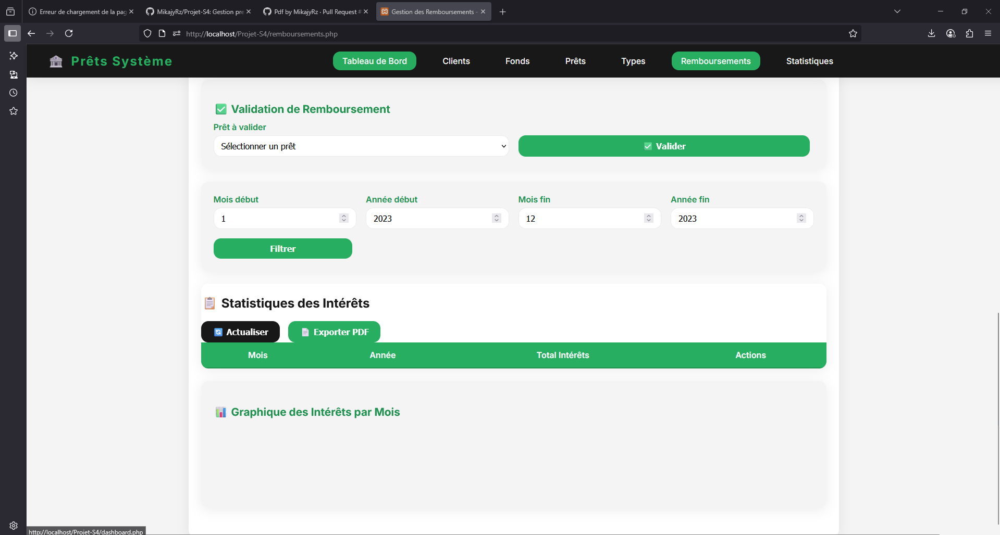 Erreur de chargement de la pag
MikajyRz/Projet-S4: Gestion pre
Pdf by MikajyRz · Pull Request #
Gestion des Remboursements -
http://localhost/Projet-S4/remboursements.php
Prêts Système
Tableau de Bord
Clients
Fonds
Prêts
Types
Remboursements
Statistiques
Validation de Remboursement
Prêt à valider
Sélectionner un prêt
Valider
Mois début
Année début
Mois fin
Année fin
1
2023
12
2023
Filtrer
Statistiques des Intérêts
Actualiser
Exporter PDF
Mois
Année
Total Intérêts
Actions
Graphique des Intérêts par Mois
http://localhost/Projet-S4/dashboard.php